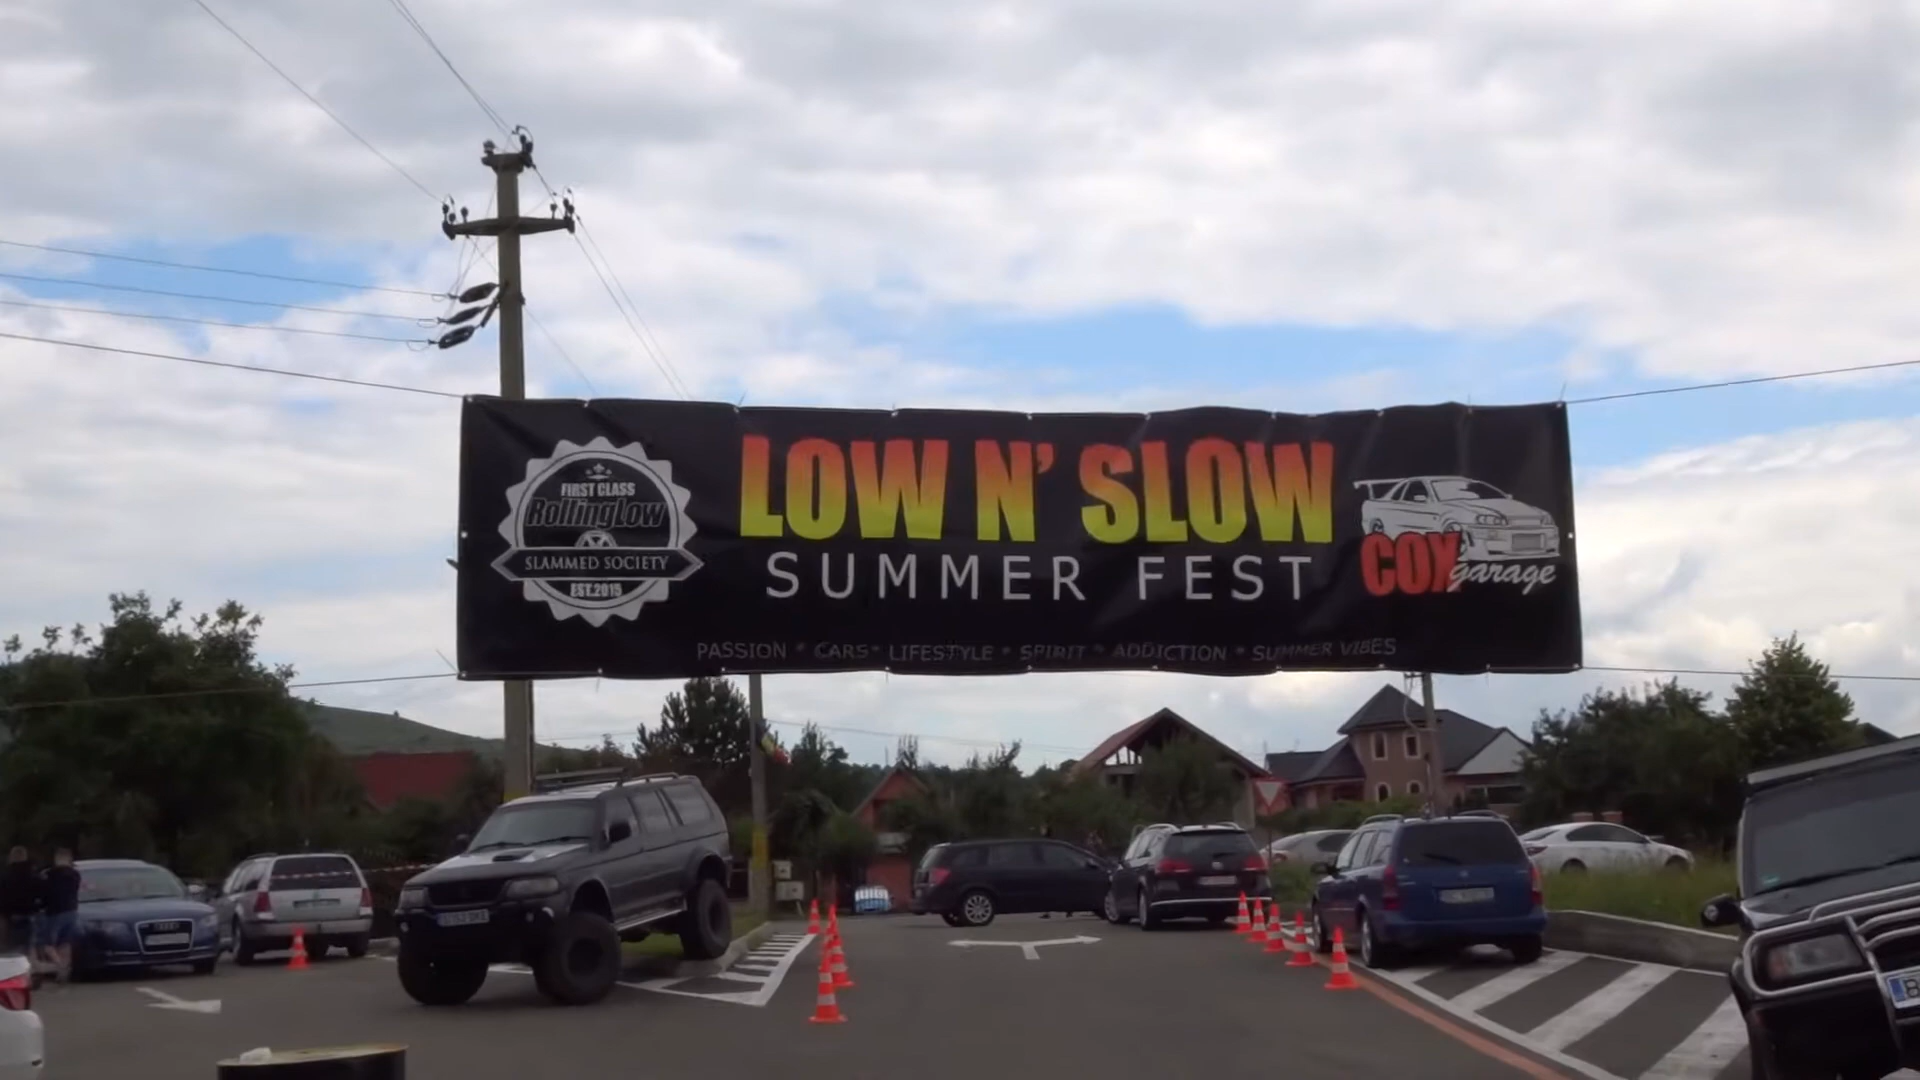 FIRST CLASS
RollingLow
SLAMMED SOCIETY
EST.2015
LOW N' SLOW
SUMMER FEST
COX garage
PASSION * CARS * LIFESTYLE * SPIRIT * ADDICTION * SUMMER VIBES